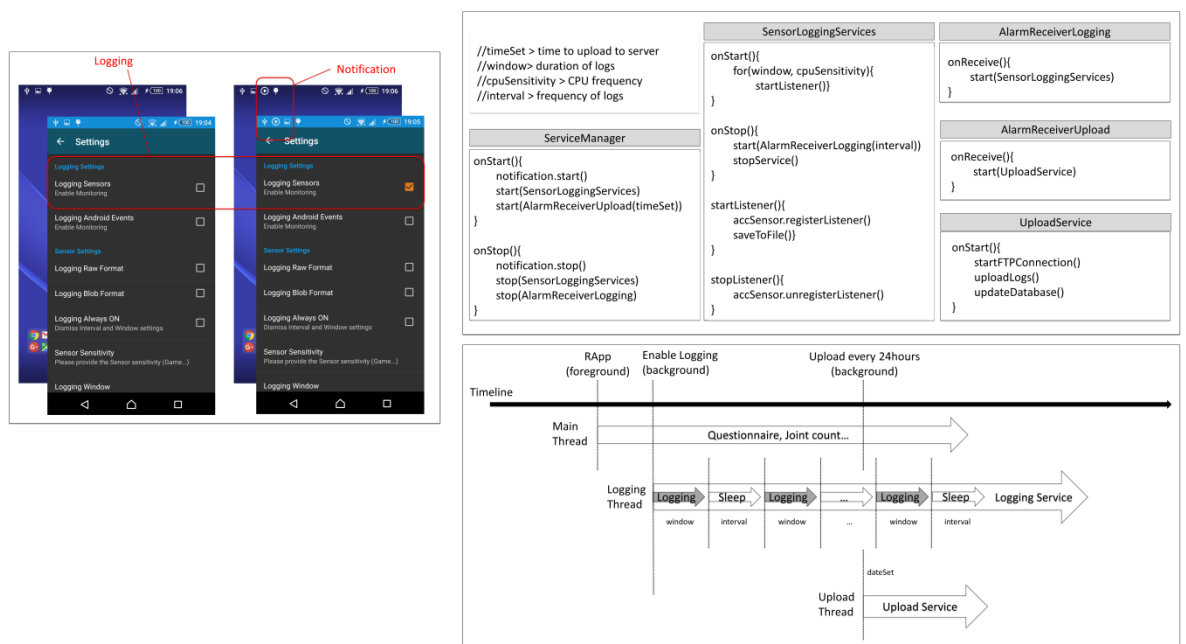 Logging
Notification
19:06
100
19:06
100
19:04
100
Settings
Logging Settings
Logging Sensors
Enable Monitoring
Logging Android Events
Enable Monitoring
Sensor Settings
Logging Raw Format
Logging Blob Format
Logging Always ON
Dismiss Interval and Window settings
Sensor Sensitivity
Please provide the Sensor sensitivity (Game...)
Logging Window
19:05
100
Settings
Logging Settings
Logging Sensors
Enable Monitoring
Logging Android Events
Enable Monitoring
Sensor Settings
Logging Raw Format
Logging Blob Format
Logging Always ON
Dismiss Interval and Window settings
Sensor Sensitivity
Please provide the Sensor sensitivity (Game...)
Logging Window
//timeSet > time to upload to server
//window> duration of logs
//cpuSensitivity > CPU frequency
//interval > frequency of logs
ServiceManager
onStart(){
notification.start()
start(SensorLoggingServices)
start(AlarmReceiverUpload(timeSet))
}
onStop(){
notification.stop()
stop(SensorLoggingServices)
stop(AlarmReceiverLogging)
}
SensorLoggingServices
onStart(){
for(window, cpuSensitivity){
startListener()}
}
onStop(){
start(AlarmReceiverLogging(interval))
stopService()
}
startListener(){
accSensor.registerListener()
saveToFile()}
}
stopListener(){
accSensor.unregisterListener()
}
AlarmReceiverLogging
onReceive(){
start(SensorLoggingServices)
}
AlarmReceiverUpload
onReceive(){
start(UploadService)
}
UploadService
onStart(){
startFTPConnection()
uploadLogs()
updateDatabase()
}
RApp
(foreground)
Enable Logging
(background)
Upload every 24hours
(background)
Timeline
Main
Thread
Questionnaire, Joint count...
Logging
Thread
Logging
Sleep
Logging
...
Logging
Sleep
Logging Service
window
interval
window
...
window
interval
dateSet
Upload
Thread
Upload Service